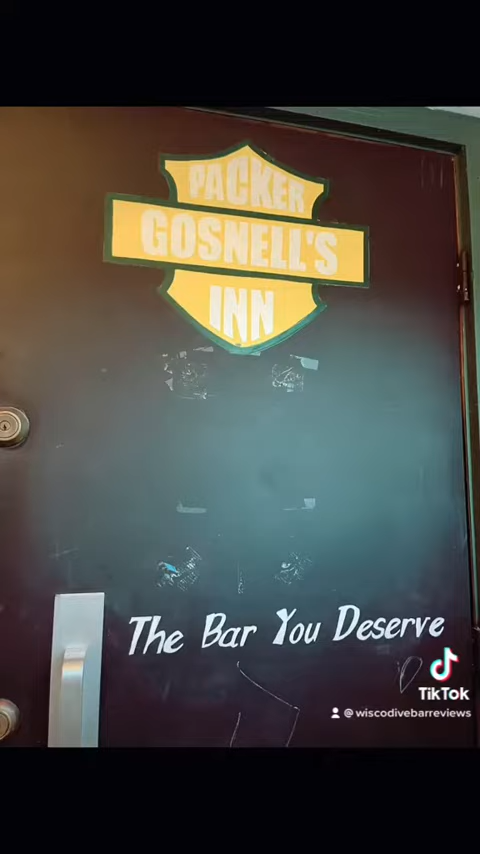 PACKER
GOSNELL'S
INN
The Bar You Deserve
TikTok
@wiscodivebarreviews